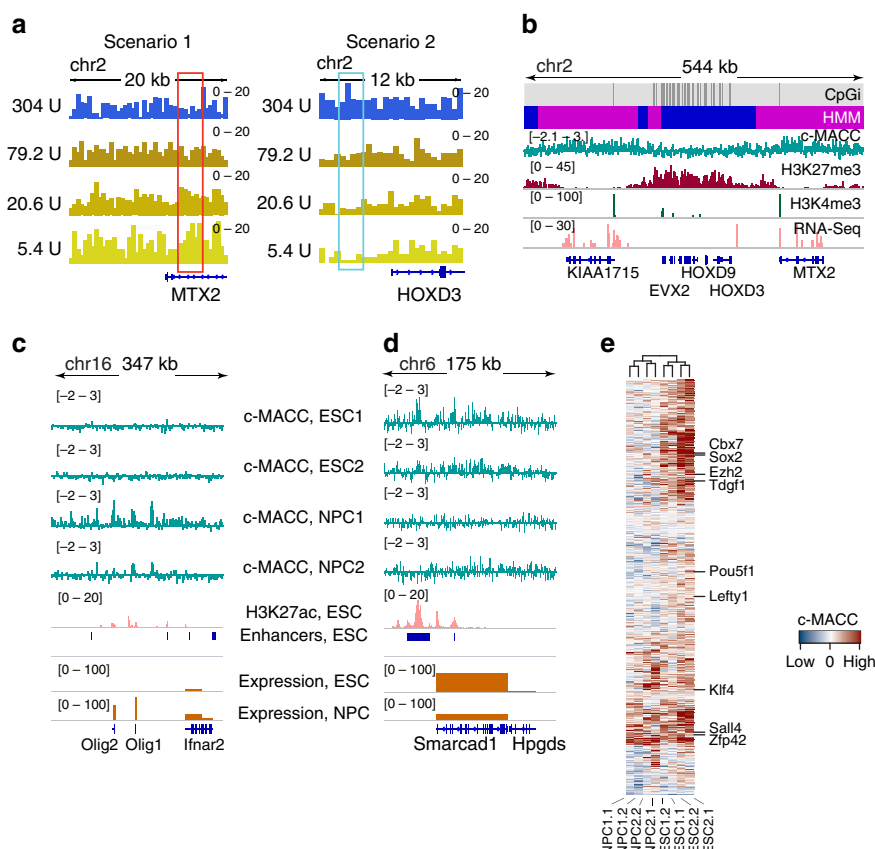 a
Scenario 1
chr2
20 kb
0 – 20
304 U
0 – 20
79.2 U
0 – 20
20.6 U
0 – 20
5.4 U
MTX2
Scenario 2
chr2
12 kb
0 – 20
304 U
0 – 20
79.2 U
0 – 20
20.6 U
0 – 20
5.4 U
HOXD3
b
chr2 544 kb
CpGi
HMM
[–2.1 – 3.] c-MACC
[0 – 45] H3K27me3
[0 – 100] H3K4me3
[0 – 30] RNA-Seq
KIAA1715 HOXD9 MTX2
EVX2 HOXD3
c
chr16 347 kb
[–2 – 3]
c-MACC, ESC1
[–2 – 3]
c-MACC, ESC2
[–2 – 3]
c-MACC, NPC1
[–2 – 3]
c-MACC, NPC2
[0 – 20]
H3K27ac, ESC
Enhancers, ESC
[0 – 100]
Expression, ESC
[0 – 100]
Expression, NPC
Olig2 Olig1 Ifnar2
d
chr6 175 kb
[–2 – 3]
[–2 – 3]
[–2 – 3]
[–2 – 3]
[0 – 20]
[0 – 100]
[0 – 100]
Smarcad1 Hpgds
e
Cbx7
Sox2
Ezh2
Tdgf1
Pou5f1
Lefty1
Klf4
Sall4
Zfp42
c-MACC
Low 0 High
NPC1.1
NPC1.2
NPC2.2
NPC2.1
ESC1.2
ESC1.1
ESC2.2
ESC2.1